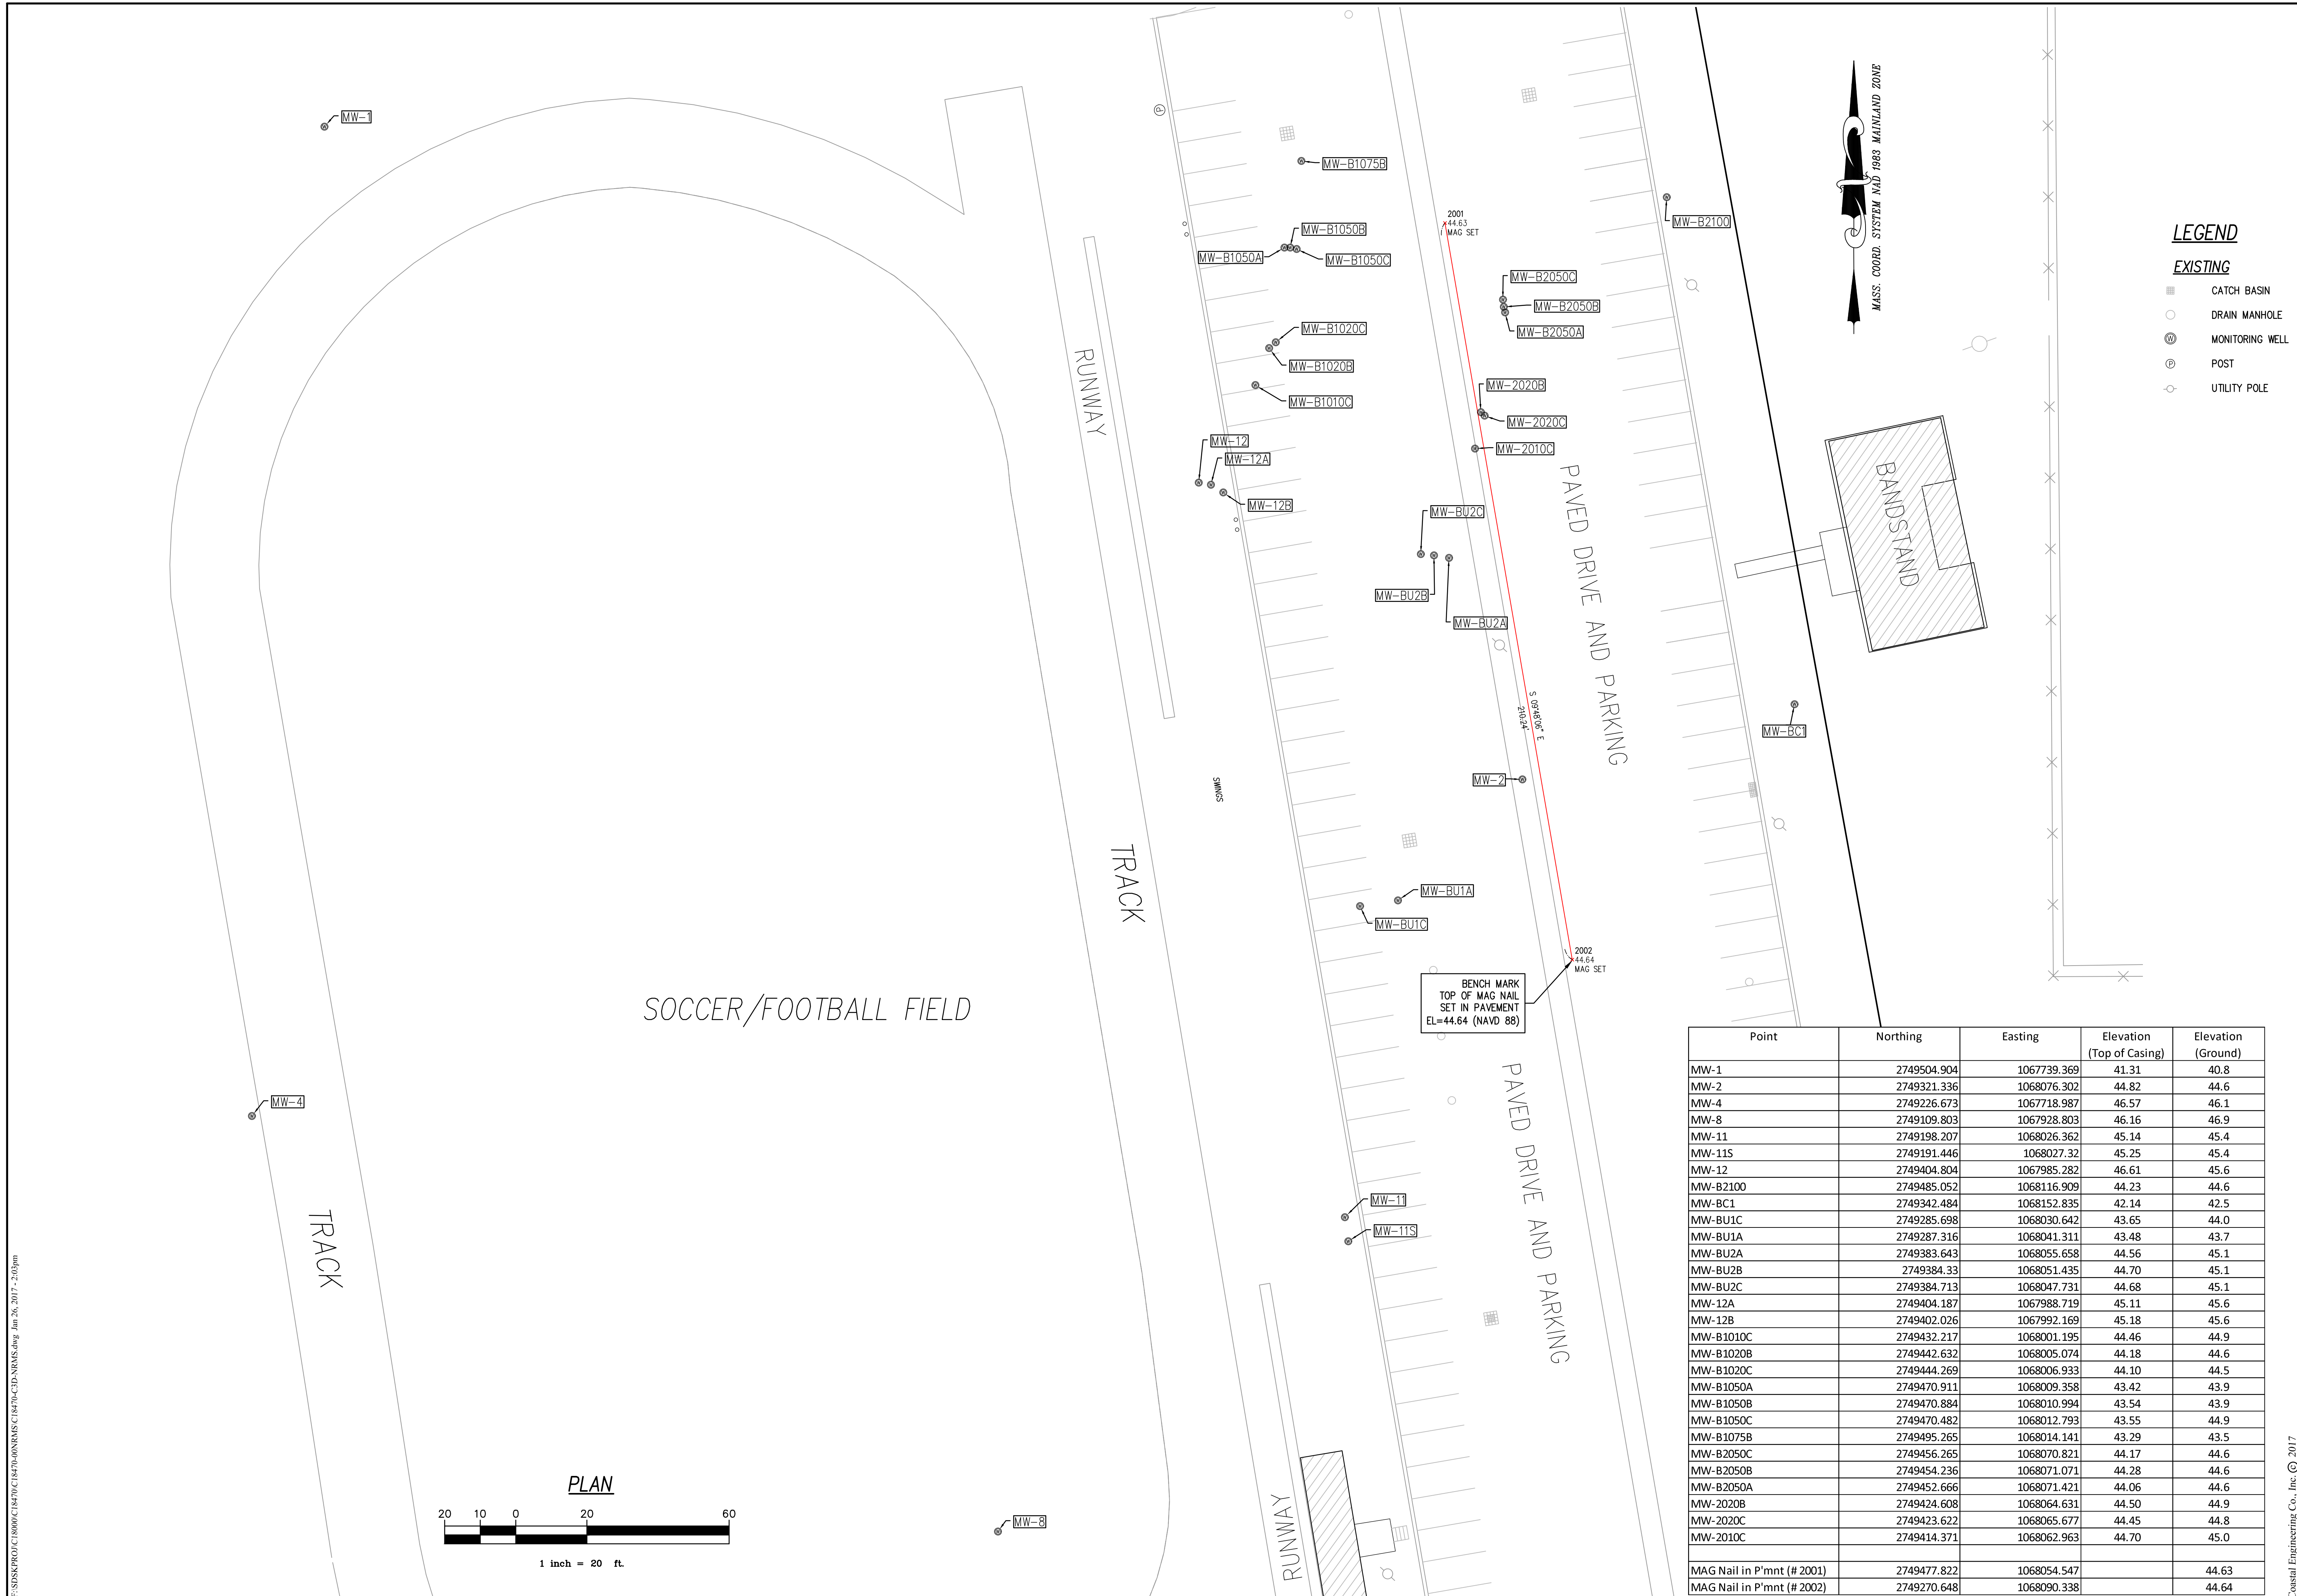 MW-1
MW-B1075B
MW-B1050B
MW-B1050A
MW-B1050C
MW-B1020C
MW-B1020B
MW-B1010C
MW-12
MW-12A
MW-12B
2001
44.63
MAG SET
MW-B2100
MW-B2050C
MW-B2050B
MW-B2050A
MW-2020B
MW-2020C
MW-2010C
MW-BU2C
MW-BU2B
MW-BU2A
MW-2
MW-BC1
MW-BU1A
MW-BU1C
2002
44.64
MAG SET
BENCH MARK
TOP OF MAG NAIL
SET IN PAVEMENT
EL=44.64 (NAVD 88)
S 09°48'06" E
210.24'
MW-11
MW-11S
MW-4
MW-8
RUNWAY
TRACK
SWINGS
SOCCER/FOOTBALL FIELD
TRACK
RUNWAY
PAVED DRIVE AND PARKING
PAVED DRIVE AND PARKING
BANDSTAND
MASS. COORD. SYSTEM NAD 1983 MAINLAND ZONE
LEGEND
EXISTING
CATCH BASIN
DRAIN MANHOLE
W MONITORING WELL
P POST
UTILITY POLE
P
PLAN
20 10 0 20 60
1 inch = 20 ft.
Point Northing Easting Elevation Elevation
(Top of Casing) (Ground)
MW-1 2749504.904 1067739.369 41.31 40.8
MW-2 2749321.336 1068076.302 44.82 44.6
MW-4 2749226.673 1067718.987 46.57 46.1
MW-8 2749109.803 1067928.803 46.16 46.9
MW-11 2749198.207 1068026.362 45.14 45.4
MW-11S 2749191.446 1068027.32 45.25 45.4
MW-12 2749404.804 1067985.282 46.61 45.6
MW-B2100 2749485.052 1068116.909 44.23 44.6
MW-BC1 2749342.484 1068152.835 42.14 42.5
MW-BU1C 2749285.698 1068030.642 43.65 44.0
MW-BU1A 2749287.316 1068041.311 43.48 43.7
MW-BU2A 2749383.643 1068055.658 44.56 45.1
MW-BU2B 2749384.33 1068051.435 44.70 45.1
MW-BU2C 2749384.713 1068047.731 44.68 45.1
MW-12A 2749404.187 1067988.719 45.11 45.6
MW-12B 2749402.026 1067992.169 45.18 45.6
MW-B1010C 2749432.217 1068001.195 44.46 44.9
MW-B1020B 2749442.632 1068005.074 44.18 44.6
MW-B1020C 2749444.269 1068006.933 44.10 44.5
MW-B1050A 2749470.911 1068009.358 43.42 43.9
MW-B1050B 2749470.884 1068010.994 43.54 43.9
MW-B1050C 2749470.482 1068012.793 43.55 44.9
MW-B1075B 2749495.265 1068014.141 43.29 43.5
MW-B2050C 2749456.265 1068070.821 44.17 44.6
MW-B2050B 2749454.236 1068071.071 44.28 44.6
MW-B2050A 2749452.666 1068071.421 44.06 44.6
MW-2020B 2749424.608 1068064.631 44.50 44.9
MW-2020C 2749423.622 1068065.677 44.45 44.8
MW-2010C 2749414.371 1068062.963 44.70 45.0
MAG Nail in P'mnt (# 2001) 2749477.822 1068054.547 44.63
MAG Nail in P'mnt (# 2002) 2749270.648 1068090.338 44.64
F:\SDSKPROJ\C18000\C18470\C18470-00NRMS\C18470-C3D-NRMS.dwg Jan 26, 2017 - 2:03pm
Coastal Engineering Co., Inc. (c) 2017